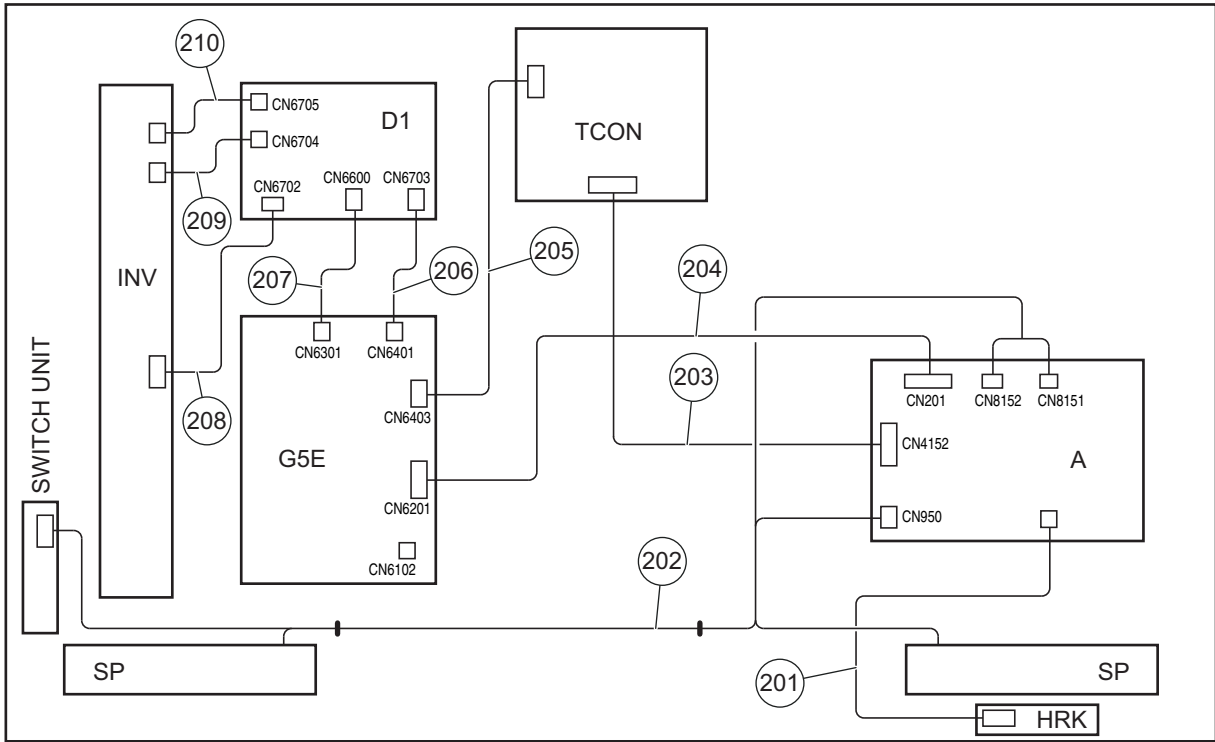 210
CN6705
D1
TCON
CN6704
CN6702
CN6600
CN6703
209
205
206
204
207
INV
CN6301
CN6401
203
CN201
CN8152
CN8151
SWITCH UNIT
208
CN6403
CN4152
G5E
A
CN6201
CN950
CN6102
202
SP
201
SP
HRK